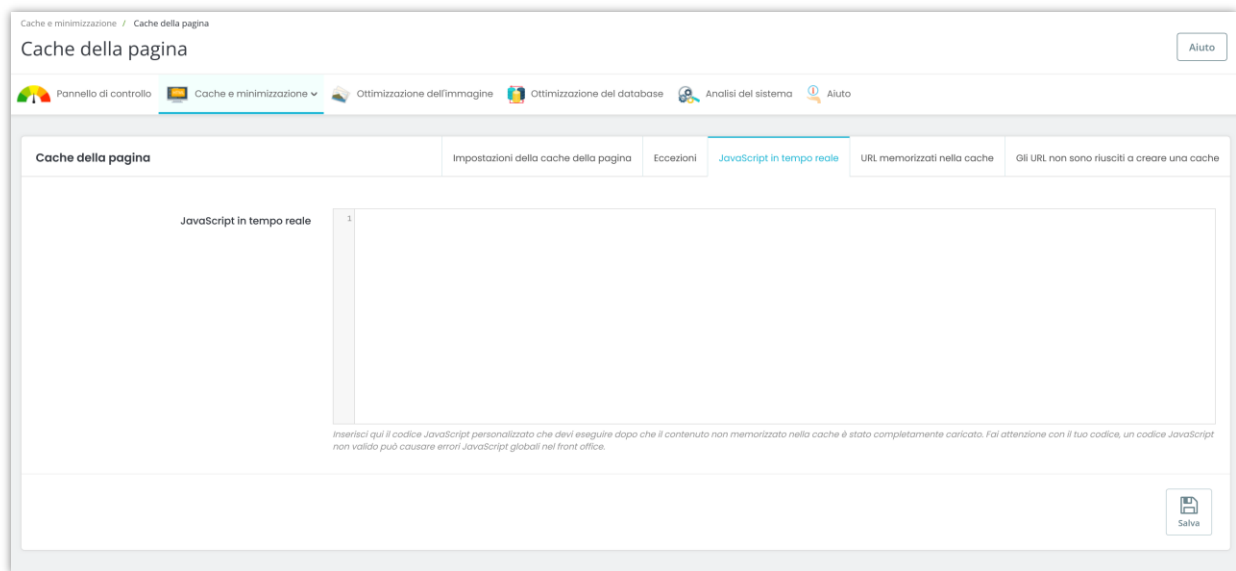 Cache e minimizzazione / Cache della pagina
Cache della pagina
Aiuto
Pannello di controllo Cache e minimizzazione Ottimizzazione dell'immagine Ottimizzazione del database Analisi del sistema Aiuto
Cache della pagina Impostazioni della cache della pagina Eccezioni JavaScript in tempo reale URL memorizzati nella cache Gli URL non sono riusciti a creare una cache
JavaScript in tempo reale
1
Inserisci qui il codice JavaScript personalizzato che devi eseguire dopo che il contenuto non memorizzato nella cache è stato completamente caricato. Fai attenzione con il tuo codice, un codice JavaScript
non valido può causare errori JavaScript globali nel front office.
Salva